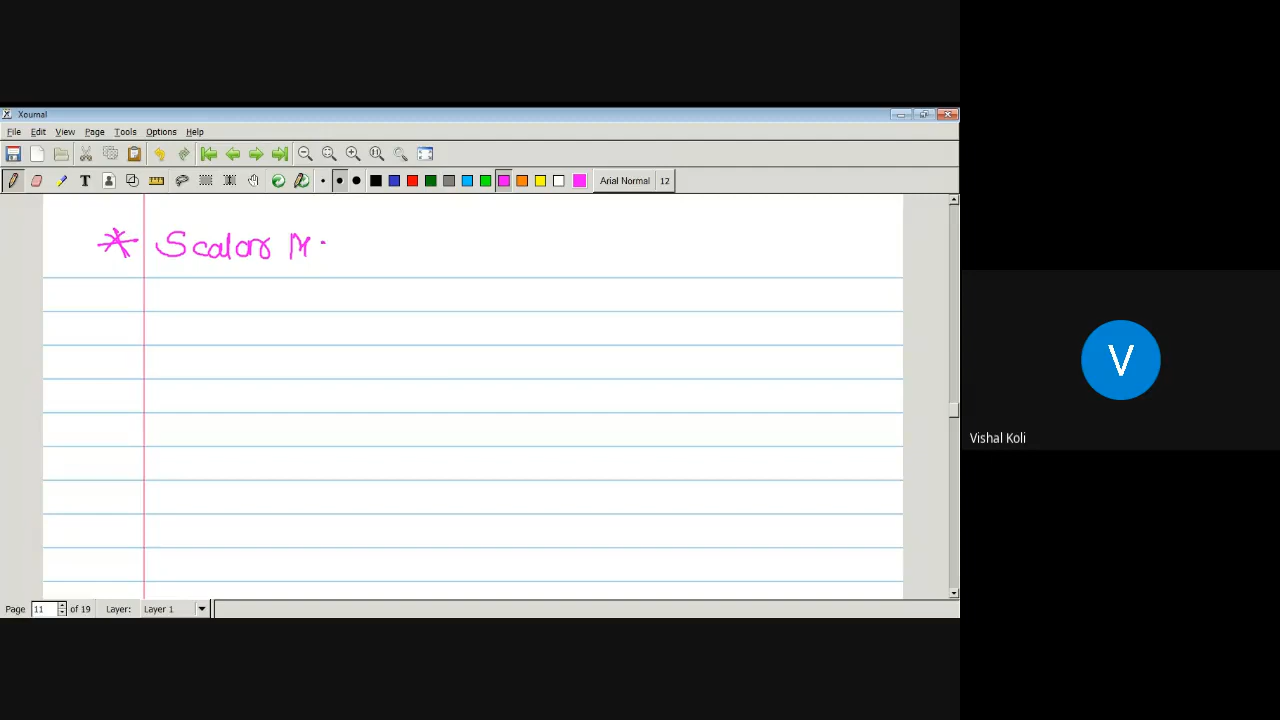 Xournal
File Edit View Page Tools Options Help
Arial Normal 12
* Scalar M
Page 11 of 19 Layer: Layer 1
V
Vishal Koli